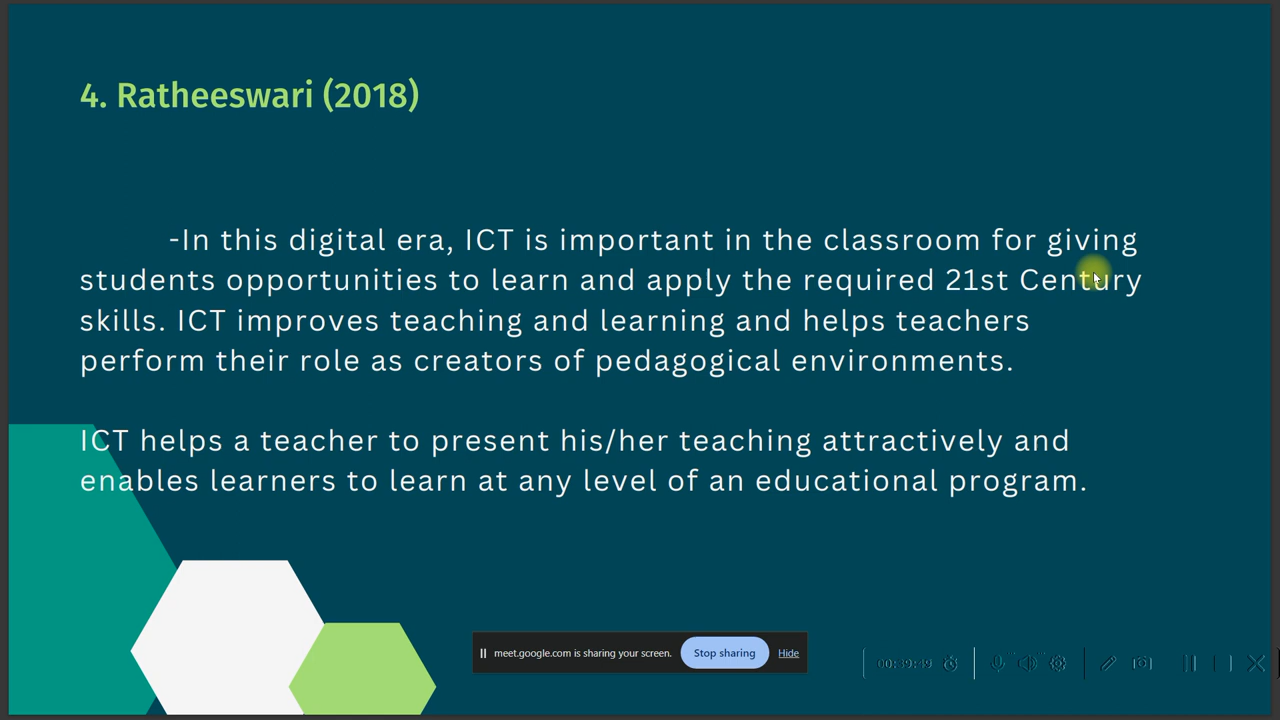 4. Ratheeswari (2018)
-In this digital era, ICT is important in the classroom for giving
students opportunities to learn and apply the required 21st Century
skills. ICT improves teaching and learning and helps teachers
perform their role as creators of pedagogical environments.
ICT helps a teacher to present his/her teaching attractively and
enables learners to learn at any level of an educational program.
meet.google.com is sharing your screen. Stop sharing Hide
00:39:49